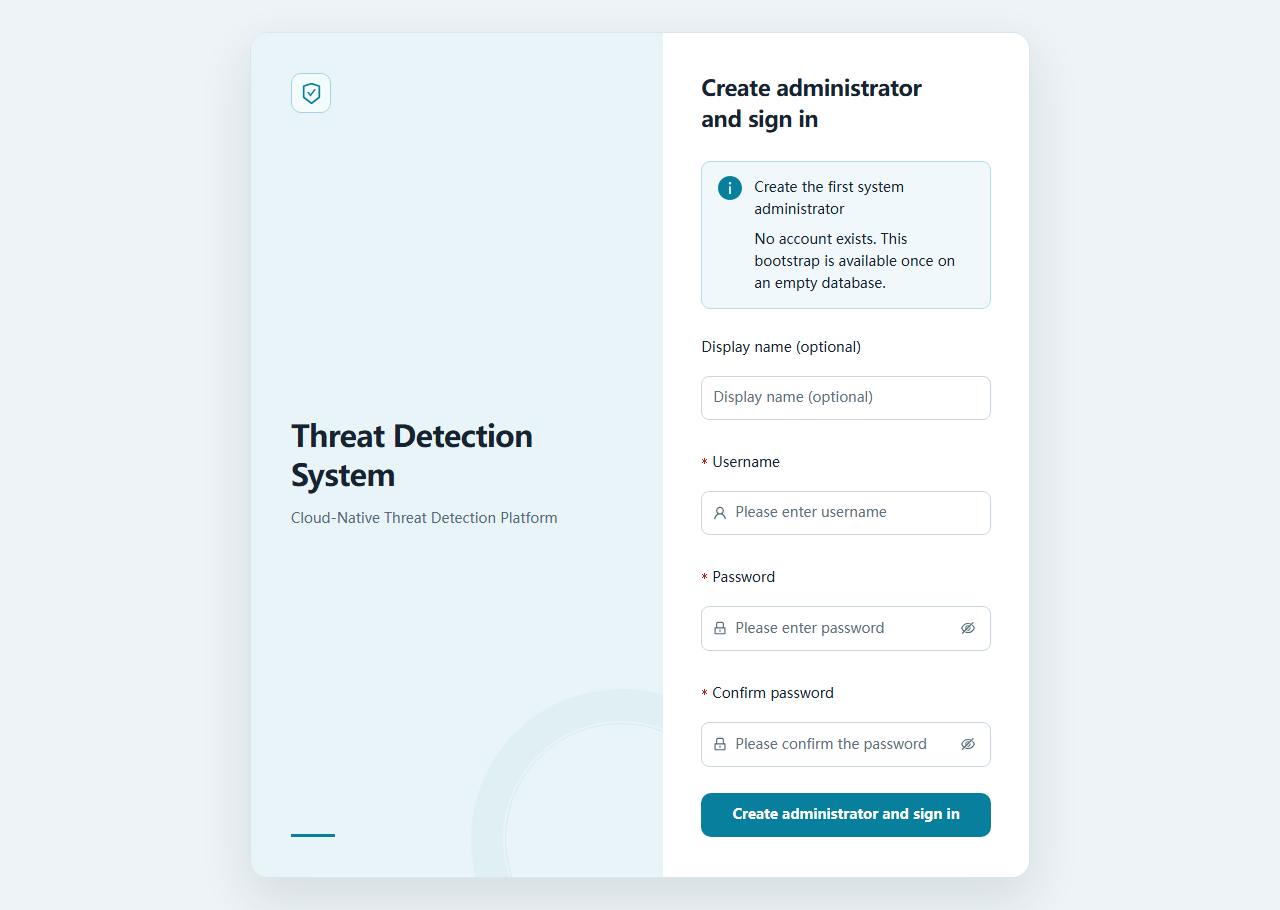 Threat Detection
System
Cloud-Native Threat Detection Platform
Create administrator
and sign in
Create the first system
administrator
No account exists. This
bootstrap is available once on
an empty database.
Display name (optional)
Display name (optional)
* Username
Please enter username
* Password
Please enter password
* Confirm password
Please confirm the password
Create administrator and sign in